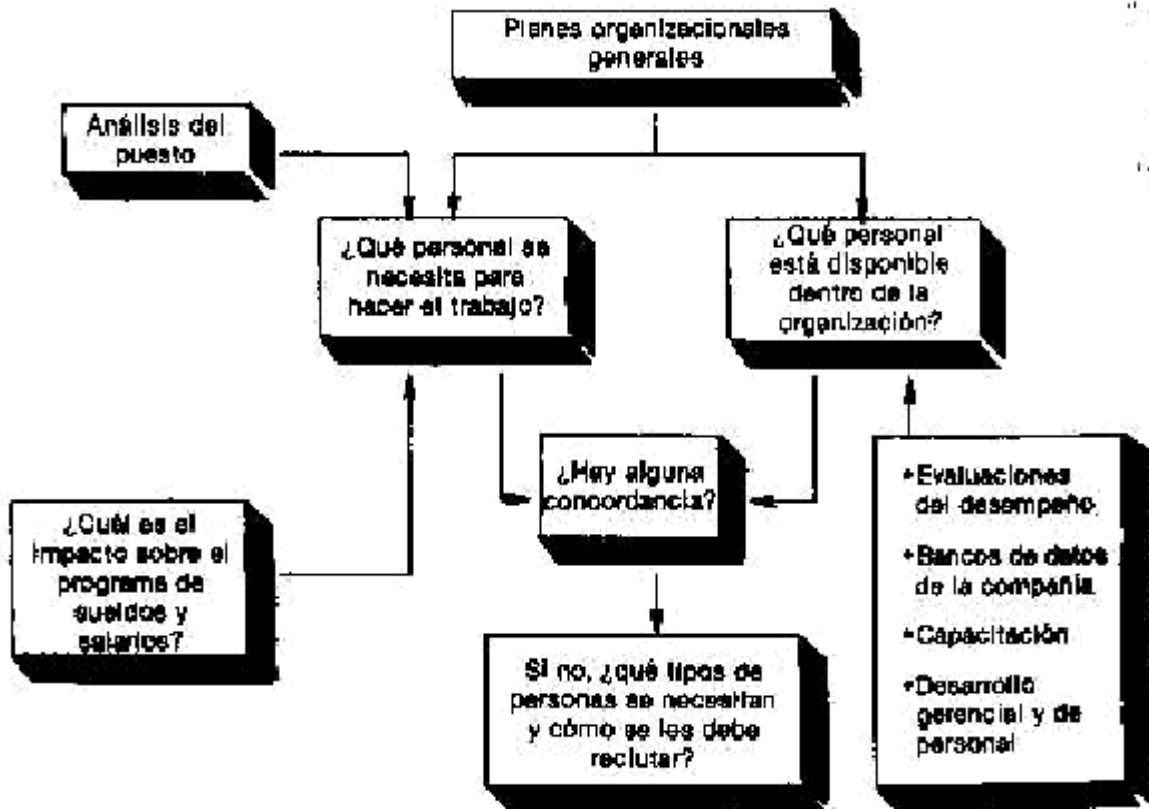 Planes organizacionales
generales
Análisis del
puesto
¿Qué personal se
necesita para
hacer el trabajo?
¿Qué personal
está disponible
dentro de la
organización?
¿Hay alguna
concordancia?
¿Cuál es el
impacto sobre el
programa de
sueldos y
salarios?
•Evaluaciones
del desempeño
•Bancos de datos
de la compañía
•Capacitación
•Desarrollo
gerencial y de
personal
Si no, ¿qué tipos de
personas se necesitan
y cómo se les debe
reclutar?